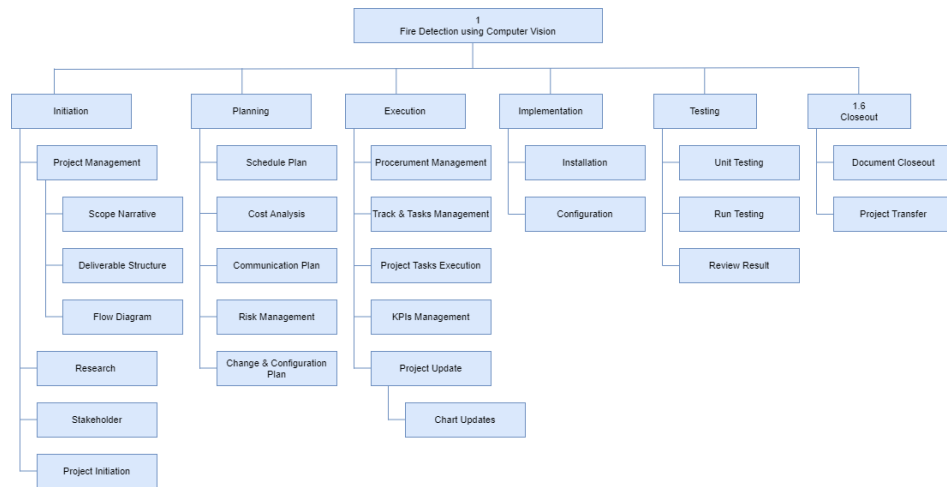 1
Fire Detection using Computer Vision
Initiation
Planning
Execution
Implementation
Testing
1.6
Closeout
Project Management
Schedule Plan
Procerument Management
Installation
Unit Testing
Document Closeout
Scope Narrative
Cost Analysis
Track & Tasks Management
Configuration
Run Testing
Project Transfer
Deliverable Structure
Communication Plan
Project Tasks Execution
Review Result
Flow Diagram
Risk Management
KPIs Management
Research
Change & Configuration
Plan
Project Update
Stakeholder
Chart Updates
Project Initiation